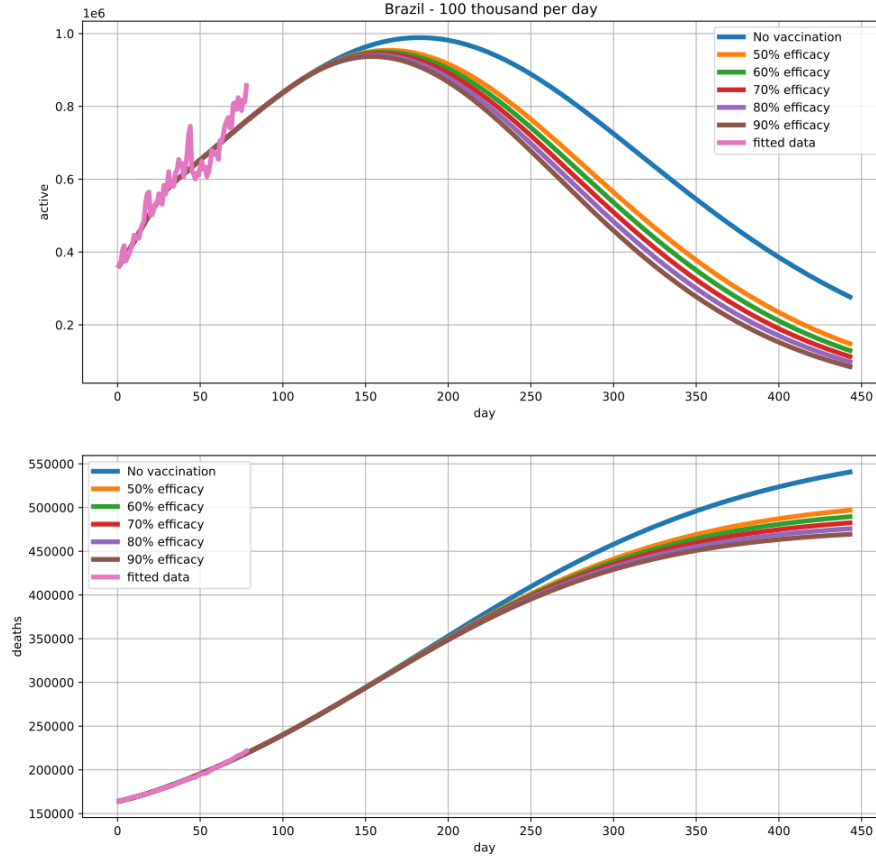 Brazil - 100 thousand per day
1e6
No vaccination
50% efficacy
60% efficacy
70% efficacy
80% efficacy
90% efficacy
fitted data
1.0
0.8
0.6
0.4
0.2
active
0 50 100 150 200 250 300 350 400 450
day
No vaccination
50% efficacy
60% efficacy
70% efficacy
80% efficacy
90% efficacy
fitted data
550000
500000
450000
400000
350000
300000
250000
200000
150000
deaths
0 50 100 150 200 250 300 350 400 450
day